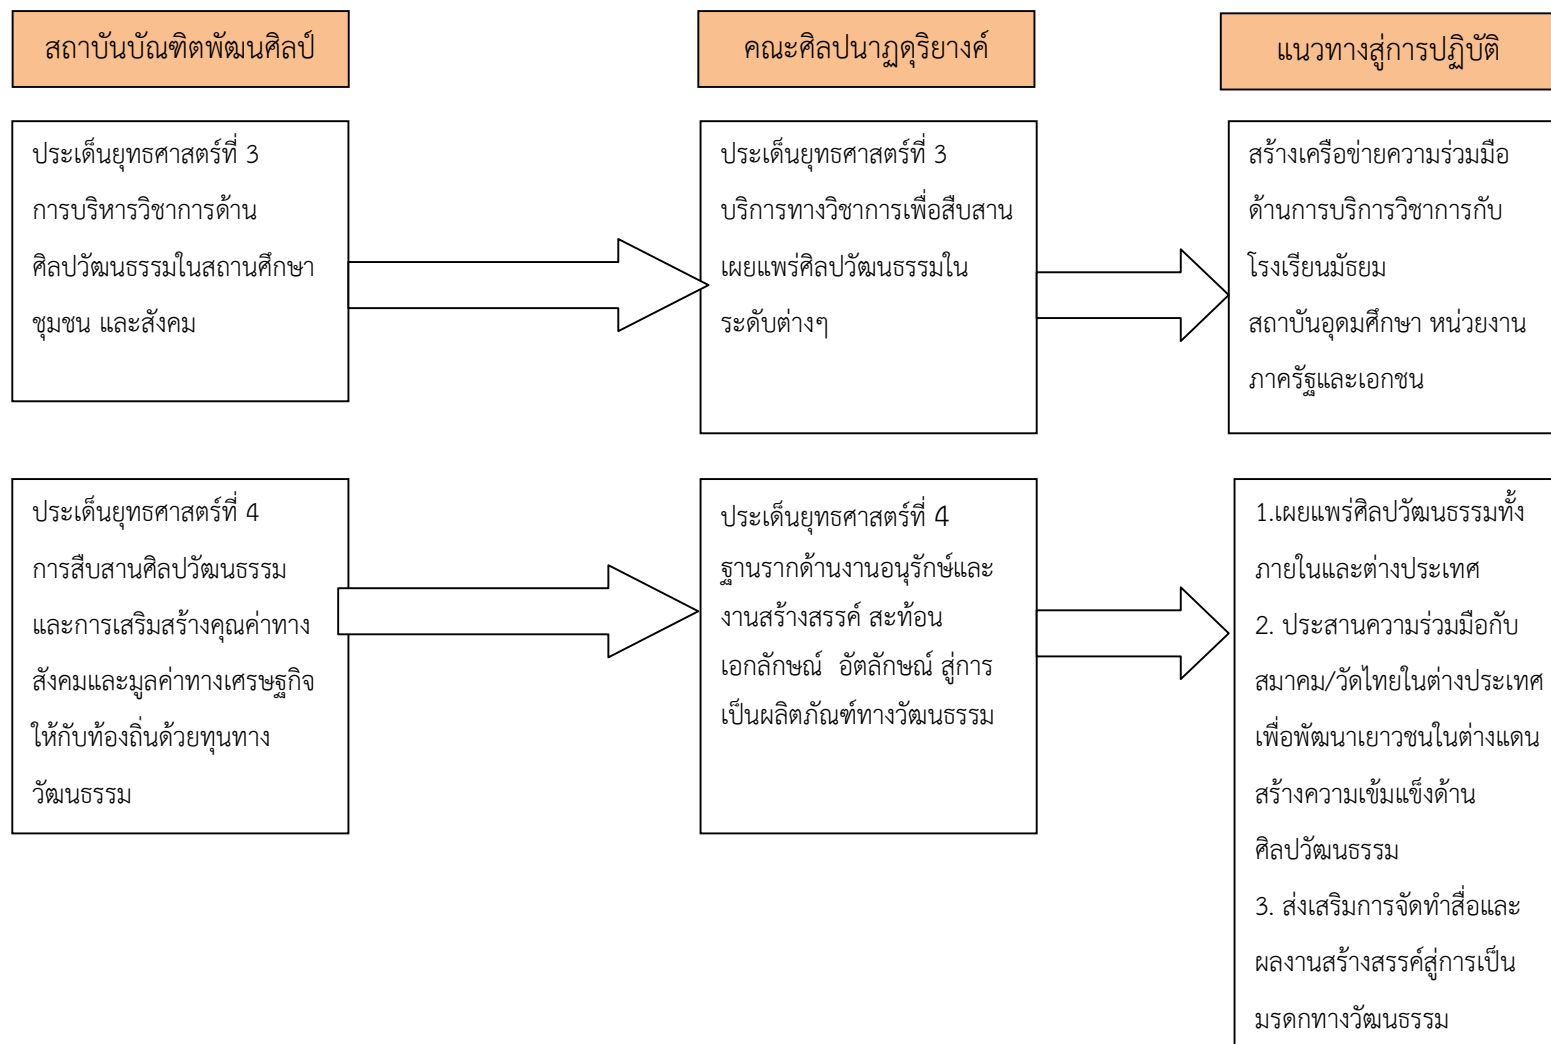 สถาบันบัณฑิตพัฒนศิลป์
คณะศิลปนาฏดุริยางค์
แนวทางสู่การปฏิบัติ
ประเด็นยุทธศาสตร์ที่ 3
การบริหารวิชาการด้าน
ศิลปวัฒนธรรมในสถานศึกษา
ชุมชน และสังคม
ประเด็นยุทธศาสตร์ที่ 3
บริการทางวิชาการเพื่อสืบสาน
เผยแพร่ศิลปวัฒนธรรมใน
ระดับต่างๆ
สร้างเครือข่ายความร่วมมือ
ด้านการบริการวิชาการกับ
โรงเรียนมัธยม
สถาบันอุดมศึกษา หน่วยงาน
ภาครัฐและเอกชน
ประเด็นยุทธศาสตร์ที่ 4
การสืบสานศิลปวัฒนธรรม
และการเสริมสร้างคุณค่าทาง
สังคมและมูลค่าทางเศรษฐกิจ
ให้กับท้องถิ่นด้วยทุนทาง
วัฒนธรรม
ประเด็นยุทธศาสตร์ที่ 4
ฐานรากด้านงานอนุรักษ์และ
งานสร้างสรรค์ สะท้อน
เอกลักษณ์  อัตลักษณ์ สู่การ
เป็นผลิตภัณฑ์ทางวัฒนธรรม
1.เผยแพร่ศิลปวัฒนธรรมทั้ง
ภายในและต่างประเทศ
2. ประสานความร่วมมือกับ
สมาคม/วัดไทยในต่างประเทศ
เพื่อพัฒนาเยาวชนในต่างแดน
สร้างความเข้มแข็งด้าน
ศิลปวัฒนธรรม
3. ส่งเสริมการจัดทำสื่อและ
ผลงานสร้างสรรค์สู่การเป็น
มรดกทางวัฒนธรรม